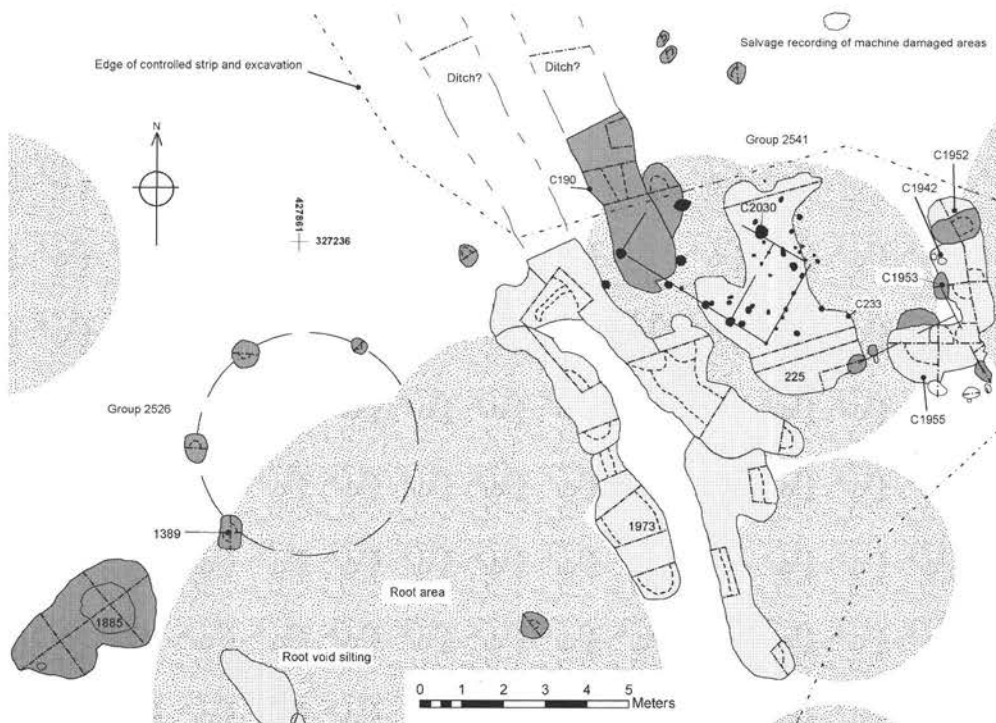 Salvage recording of machine damaged areas
Edge of controlled strip and excavation
Ditch?
Ditch?
Group 2541
N
C190
C1952
C1942
C2030
427861
327236
C1953
C233
225
C1955
Group 2526
1389
1973
1885
Root area
Root void silting
0 1 2 3 4 5
Meters